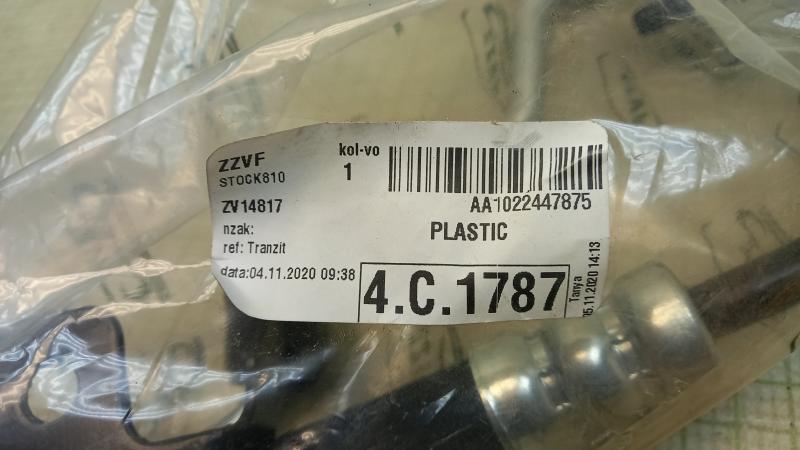 ZZVF
STOCK610
kol-vo
1
AA1022447875
ZV14817
PLASTIC
nzak:
ref: Tranzit
data:04.11.2020 09:38
4.C.1787
Tanya
05.11.2020 14:13